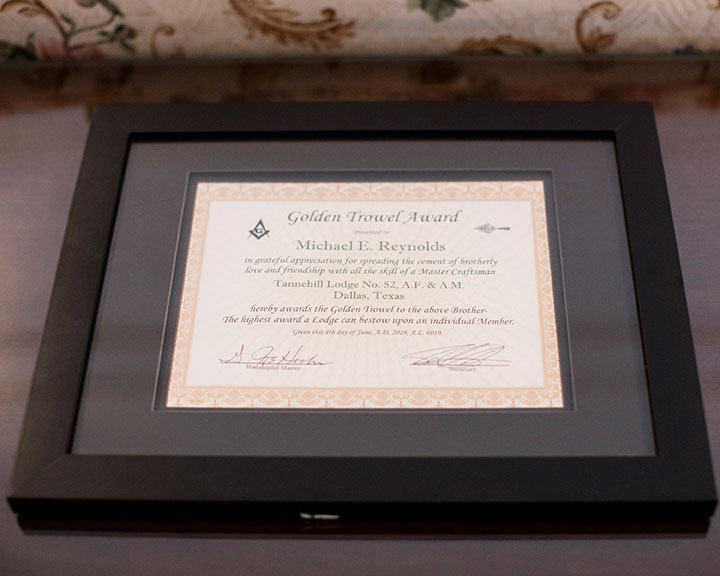 Golden Trowel Award
Presented to
Michael E. Reynolds
in grateful appreciation for spreading the cement of brotherly
love and friendship with all the skill of a Master Craftsman
Tannehill Lodge No. 52, A.F. & A.M.
Dallas, Texas
hereby awards the Golden Trowel to the above Brother-
The highest award a Lodge can bestow upon an individual Member.
Given this 4th day of June, A.D. 2019, A.L. 6019.
Worshipful Master
Secretary
G